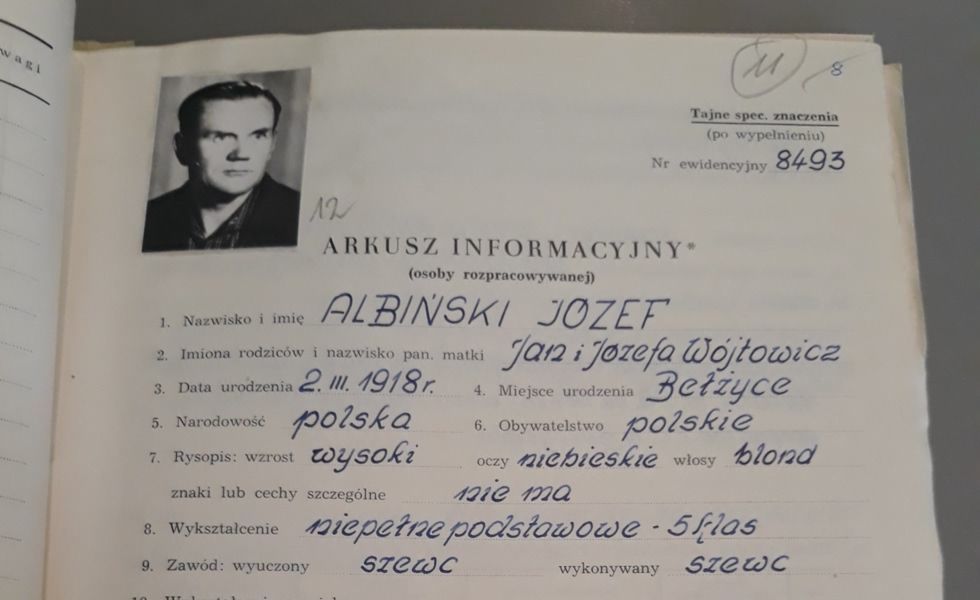 wagi
11 8
Tajne spec. znaczenia
(po wypełnieniu)
Nr ewidencyjny 8493
12
ARKUSZ INFORMACYJNY*
(osoby rozpracowywanej)
1. Nazwisko i imię ALBIŃSKI JOZEF
2. Imiona rodziców i nazwisko pan. matki Jan i Jozefa Wójtowicz
3. Data urodzenia 2. III. 1918 r. 4. Miejsce urodzenia Bełżyce
5. Narodowość polska 6. Obywatelstwo polskie
7. Rysopis: wzrost wysoki oczy niebieskie włosy blond
znaki lub cechy szczególne nie ma
8. Wykształcenie niepełne podstawowe - 5 klas
9. Zawód: wyuczony szewc wykonywany szewc